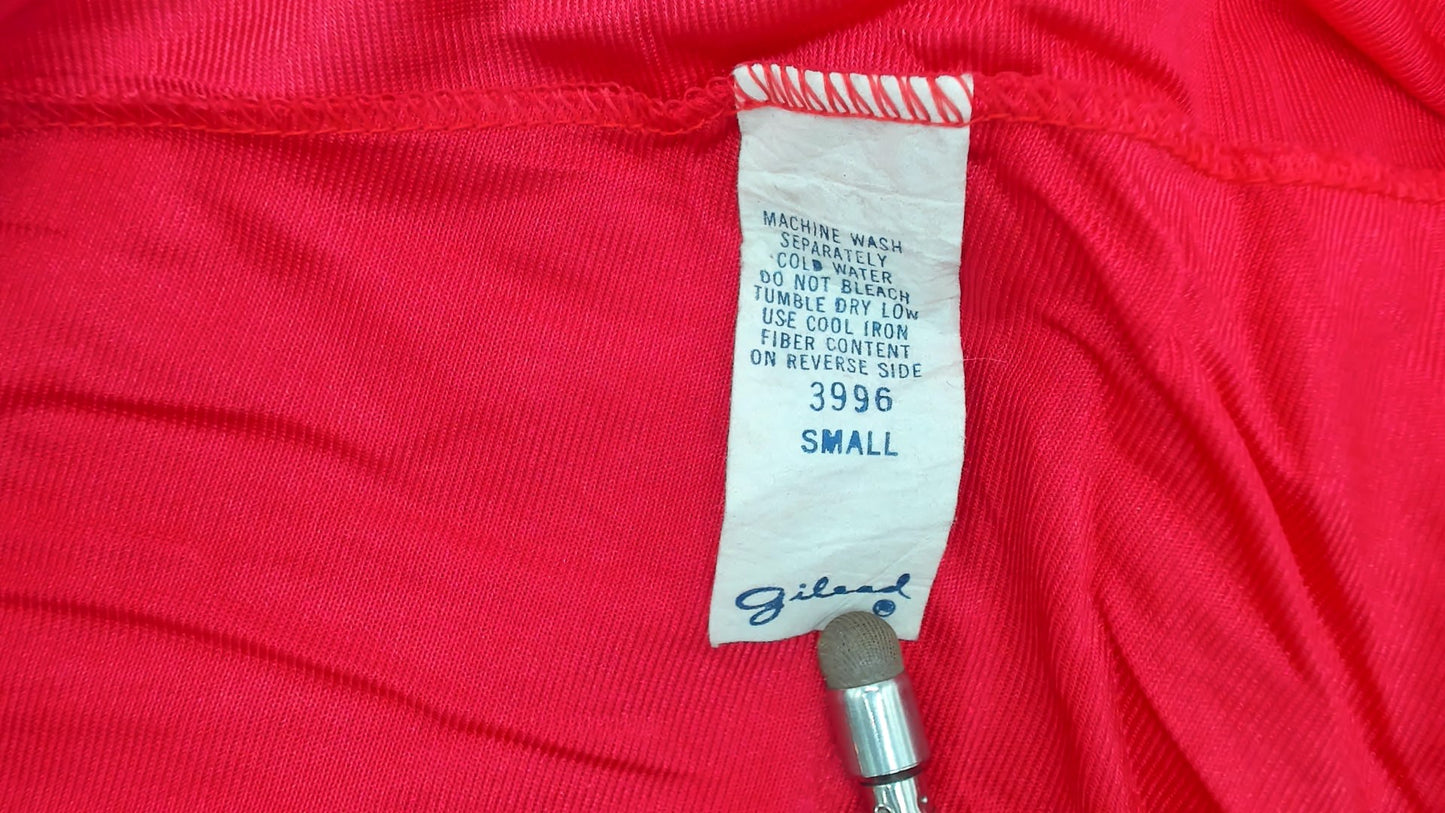 MACHINE WASH
SEPARATELY
COLD WATER
DO NOT BLEACH
TUMBLE DRY LOW
USE COOL IRON
FIBER CONTENT
ON REVERSE SIDE
3996
SMALL
gilead
®